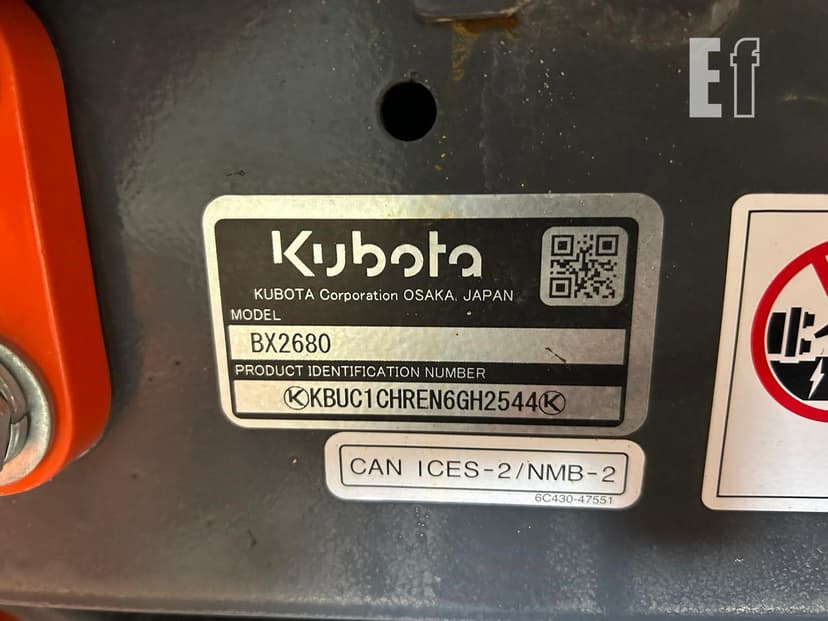 Ef
Kubota
KUBOTA Corporation OSAKA, JAPAN
MODEL
BX2680
PRODUCT IDENTIFICATION NUMBER
KKBUC1CHREN6GH2544K
CAN ICES-2/NMB-2
6C430-47551